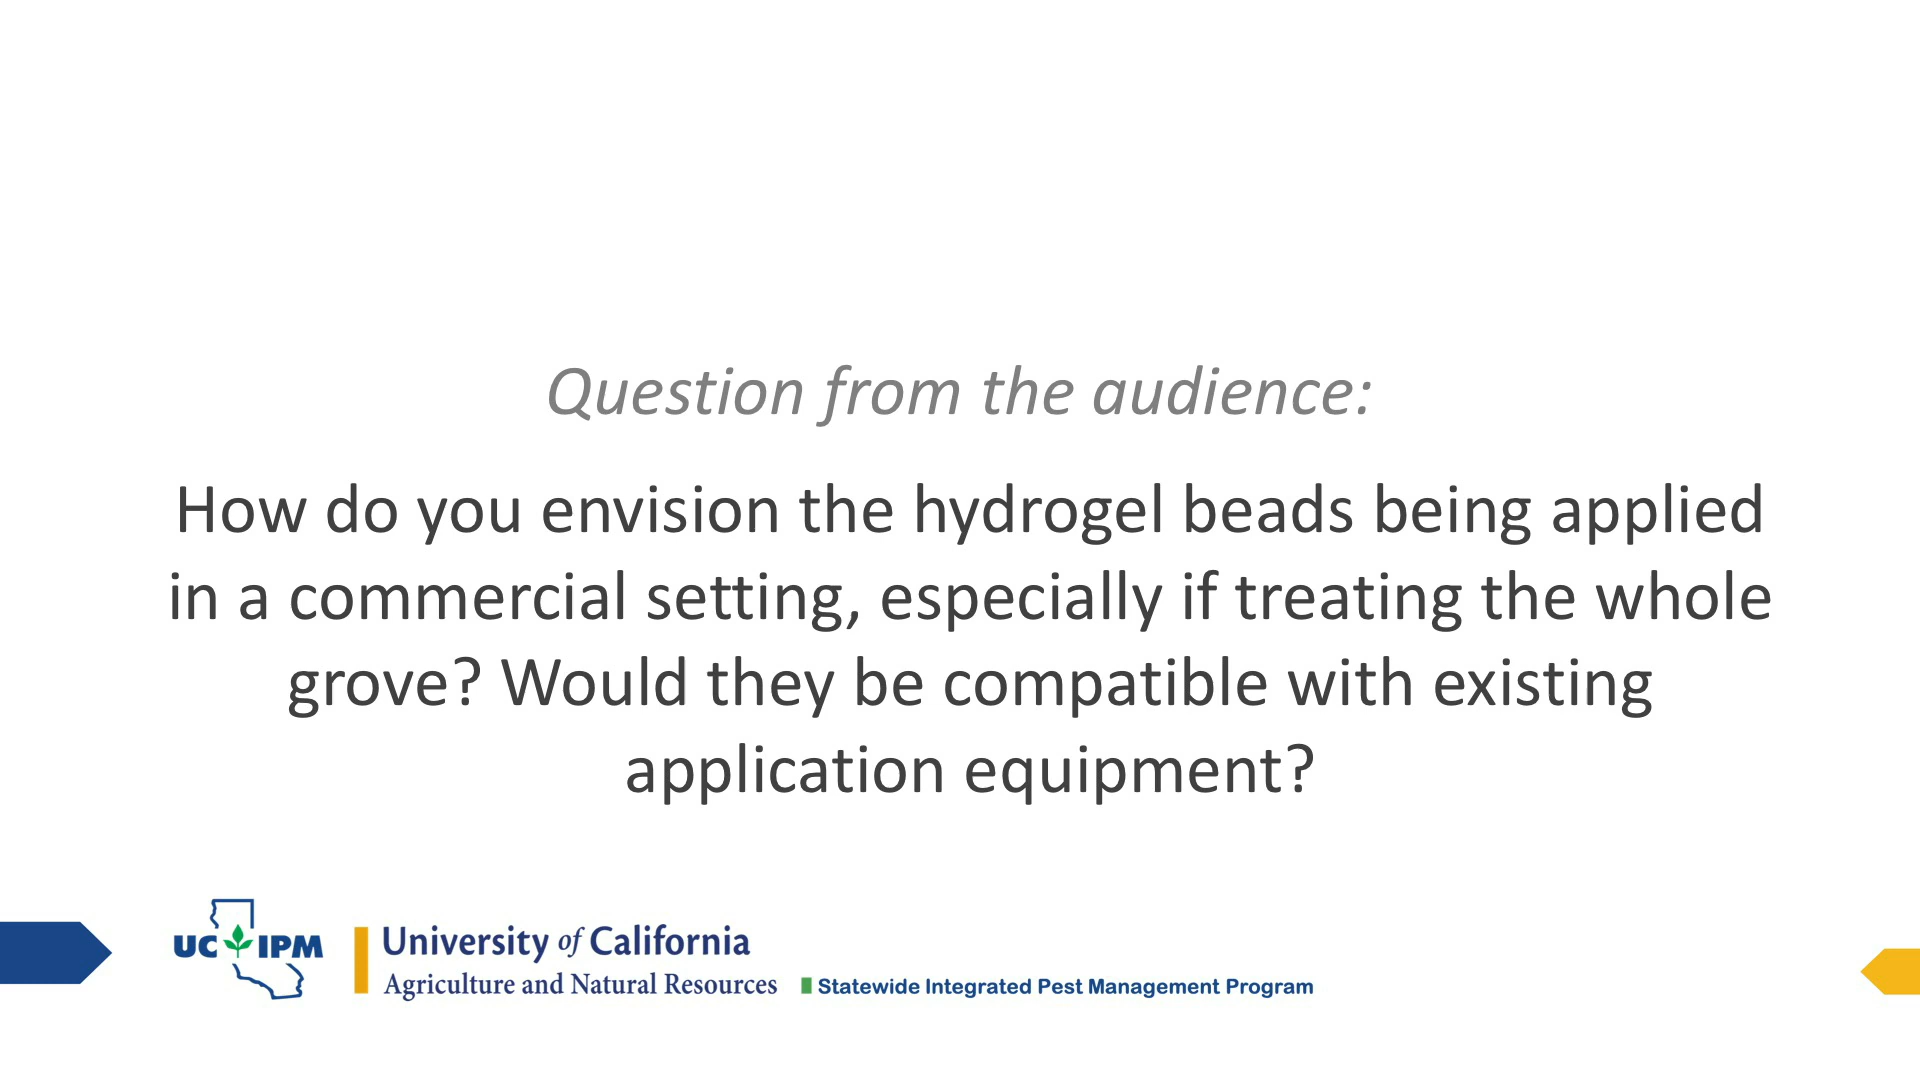 Question from the audience:
How do you envision the hydrogel beads being applied
in a commercial setting, especially if treating the whole
grove? Would they be compatible with existing
application equipment?
UC IPM
University of California
Agriculture and Natural Resources
Statewide Integrated Pest Management Program